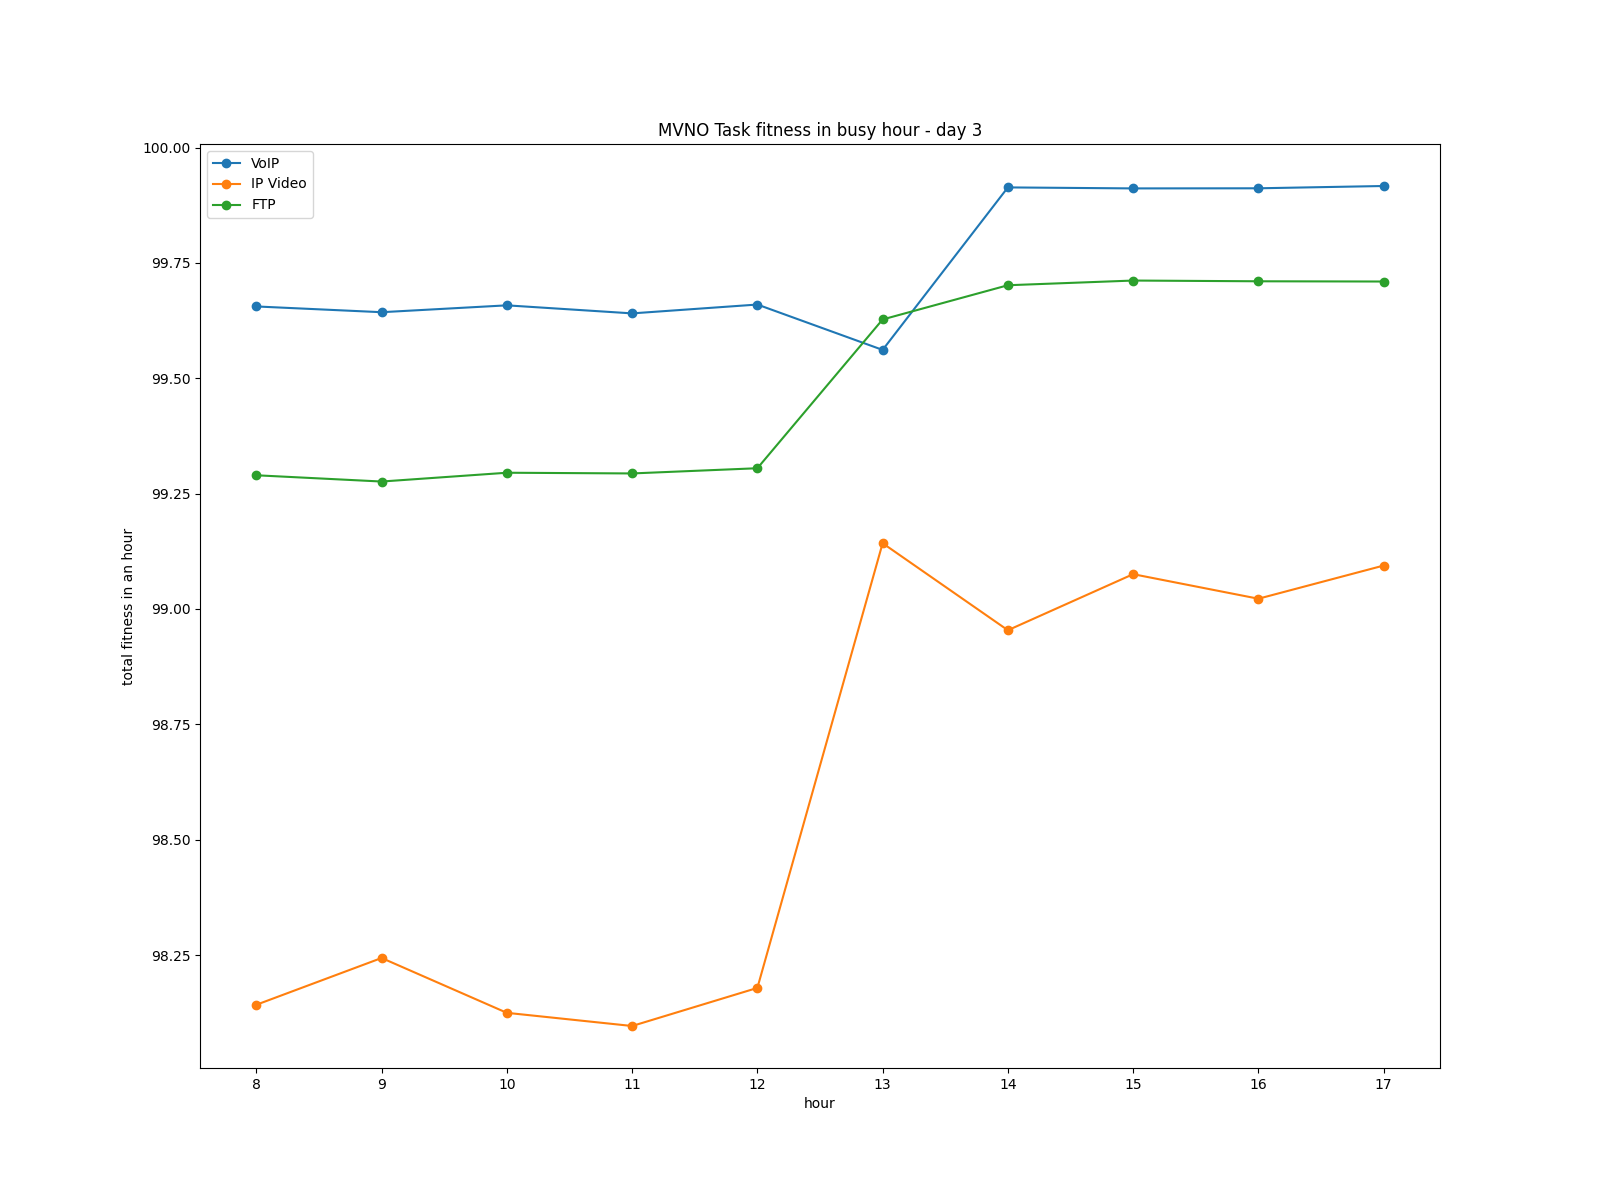 MVNO Task fitness in busy hour - day 3
100.00
99.75
99.50
99.25
99.00
98.75
98.50
98.25
total fitness in an hour
VoIP
IP Video
FTP
8 9 10 11 12 13 14 15 16 17
hour